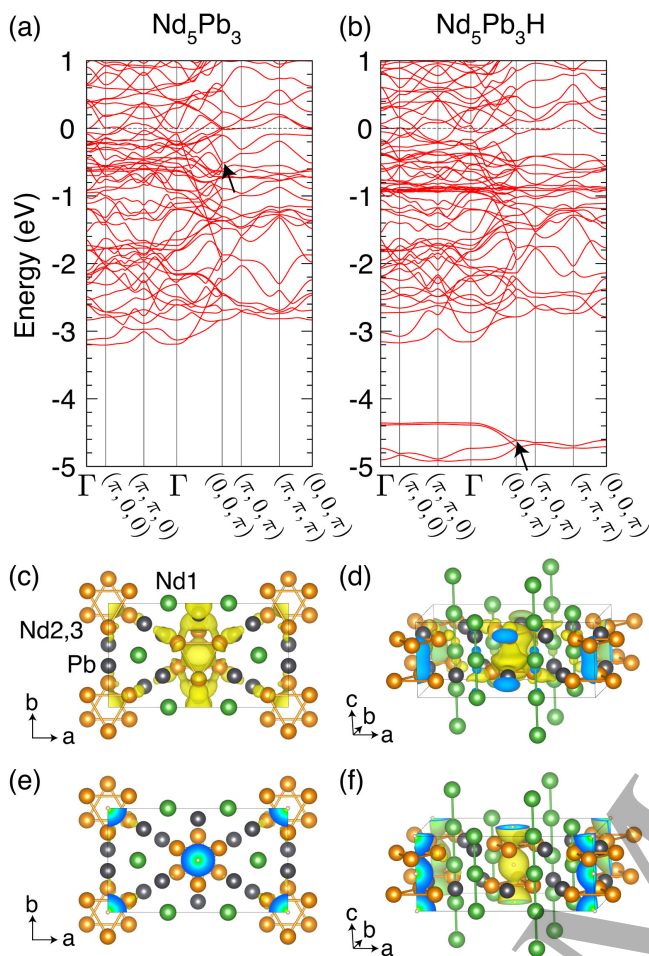 (a) Nd₅Pb₃
(b) Nd₅Pb₃H
Energy (eV)
1
0
-1
-2
-3
-4
-5
Γ (π,0,0) (π,π,0) Γ (0,0,π) (π,0,π) (π,π,π) (0,0,π)
Γ (π,0,0) (π,π,0) Γ (0,0,π) (π,0,π) (π,π,π) (0,0,π)
(c)
Nd1
Nd2,3
Pb
b
a
(d)
c
b
a
(e)
b
a
(f)
c
b
a